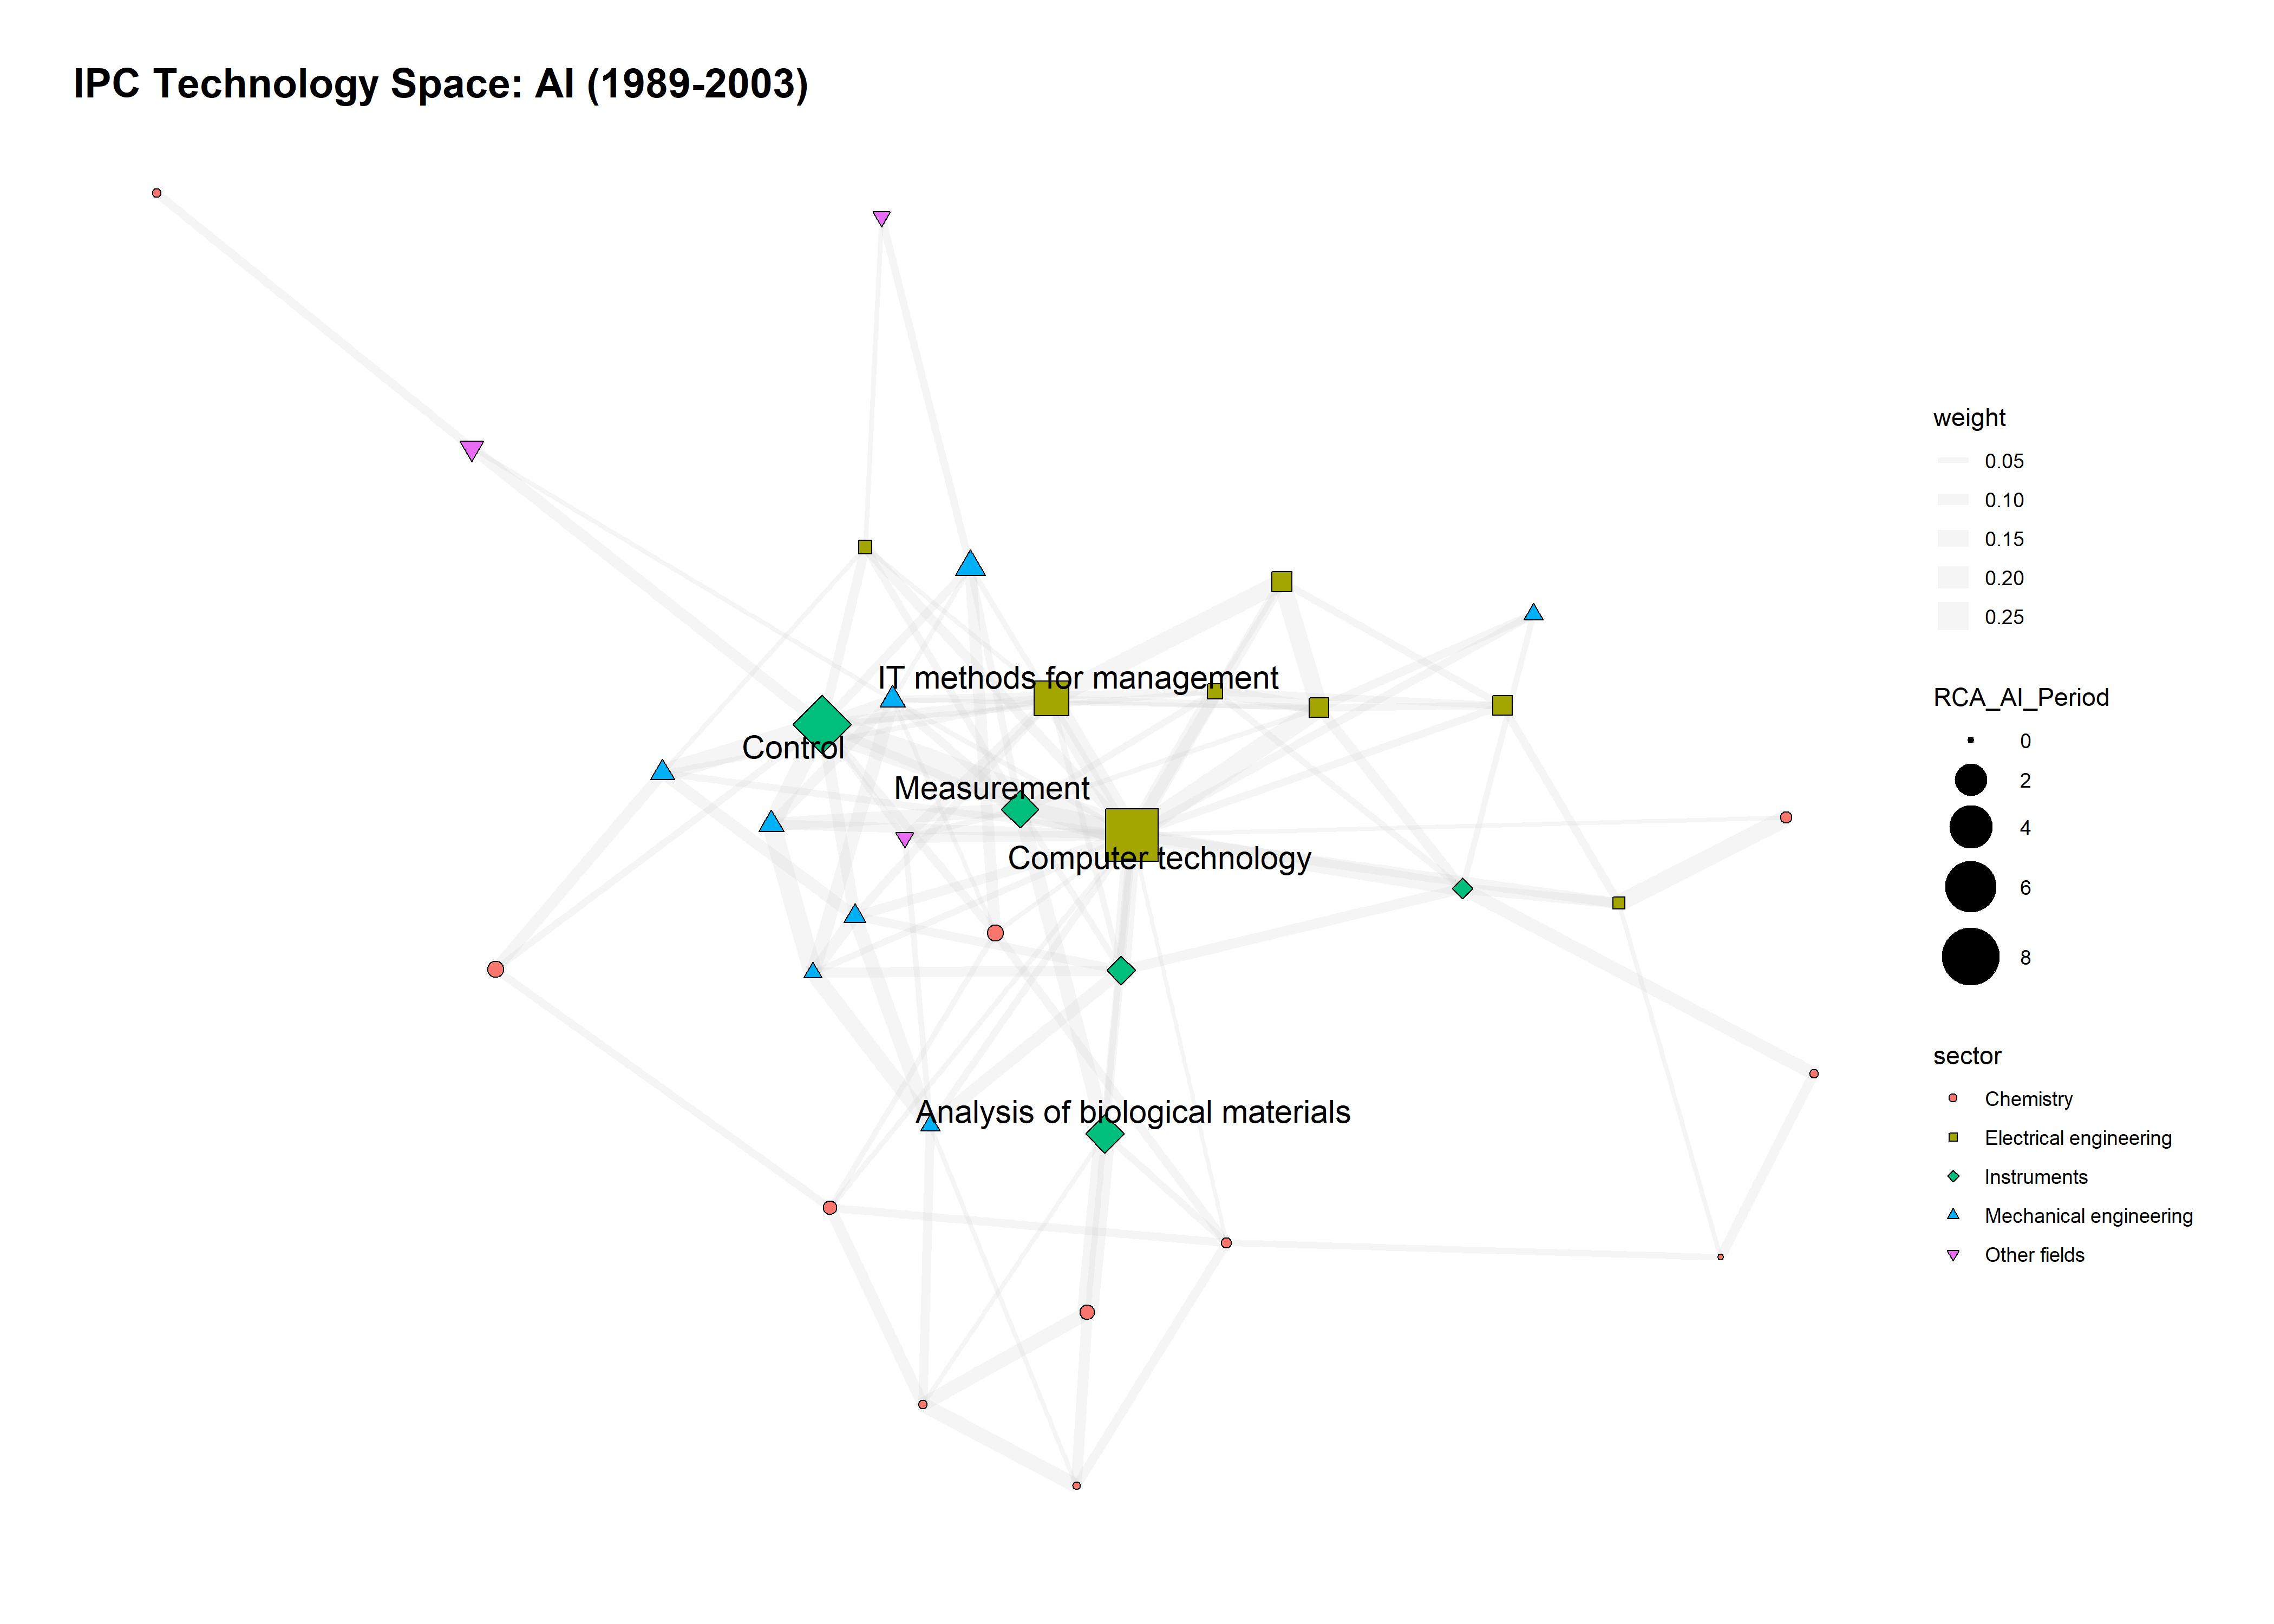 IPC Technology Space: AI (1989-2003)
IT methods for management
Control
Measurement
Computer technology
Analysis of biological materials
weight
0.05
0.10
0.15
0.20
0.25
RCA_AI_Period
0
2
4
6
8
sector
Chemistry
Electrical engineering
Instruments
Mechanical engineering
Other fields